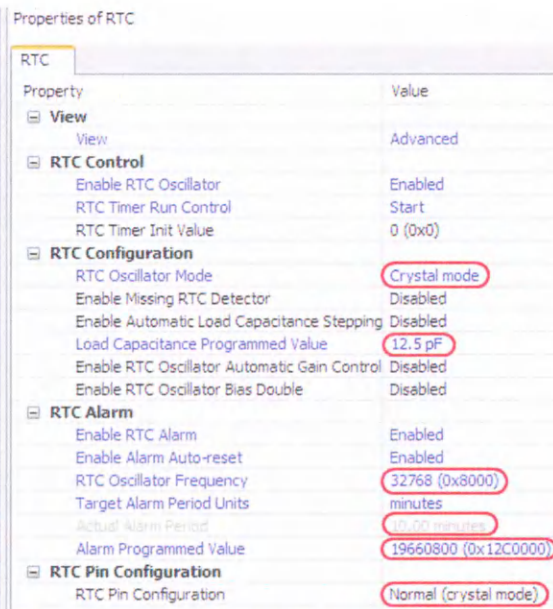 Properties of RTC
RTC
Property Value
View
View Advanced
RTC Control
Enable RTC Oscillator Enabled
RTC Timer Run Control Start
RTC Timer Init Value 0 (0x0)
RTC Configuration
RTC Oscillator Mode Crystal mode
Enable Missing RTC Detector Disabled
Enable Automatic Load Capacitance Stepping Disabled
Load Capacitance Programmed Value 12.5 pF
Enable RTC Oscillator Automatic Gain Control Disabled
Enable RTC Oscillator Bias Double Disabled
RTC Alarm
Enable RTC Alarm Enabled
Enable Alarm Auto-reset Enabled
RTC Oscillator Frequency 32768 (0x8000)
Target Alarm Period Units minutes
Actual Alarm Period 10.00 minutes
Alarm Programmed Value 19660800 (0x12C0000)
RTC Pin Configuration
RTC Pin Configuration Normal (crystal mode)